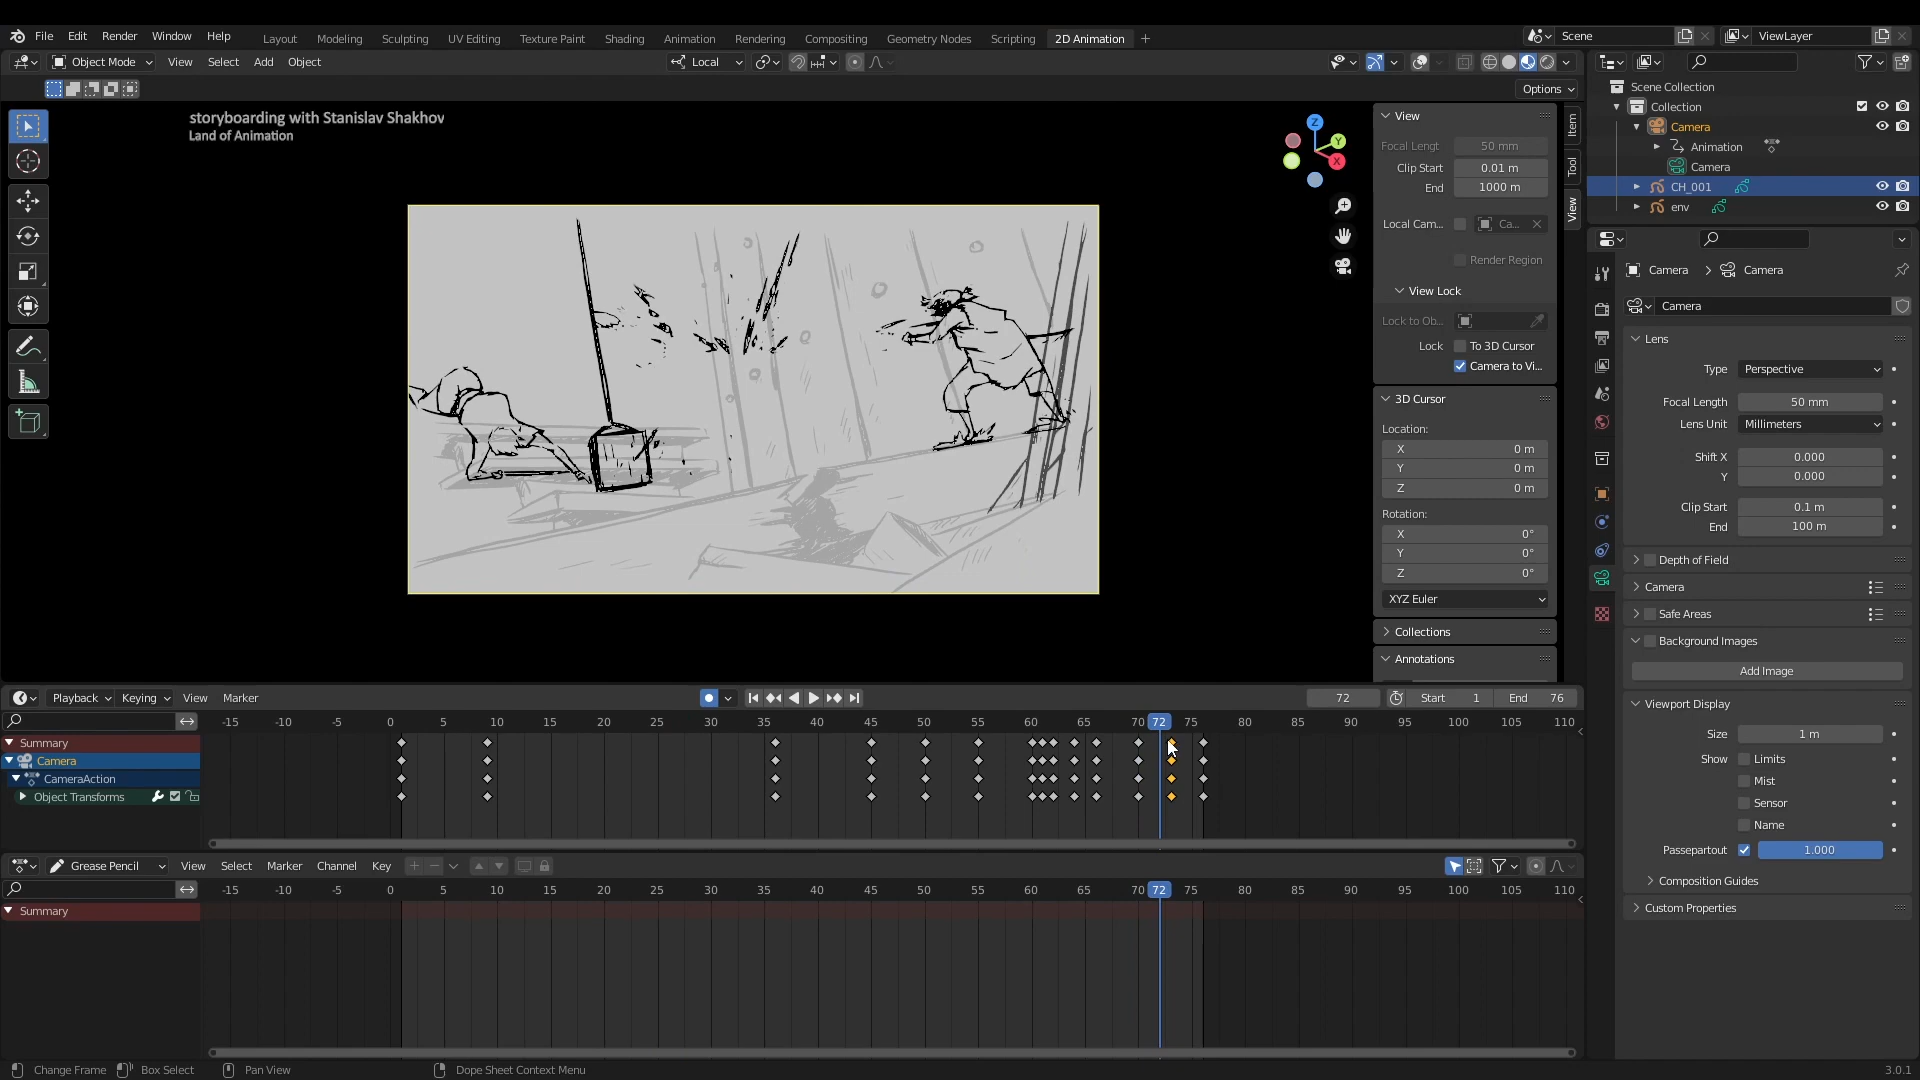 File Edit Render Window Help
Layout Modeling Sculpting UV Editing Texture Paint Shading Animation Rendering Compositing Geometry Nodes Scripting 2D Animation +
Scene ViewLayer
Object Mode View Select Add Object Local
Options
storyboarding with Stanislav Shakhov
Land of Animation
Z
Y
X
View
Focal Lengt 50 mm
Clip Start 0.01 m
End 1000 m
Local Cam... Ca...
Render Region
View Lock
Lock to Ob...
Lock To 3D Cursor
Camera to Vi...
3D Cursor
Location:
X 0 m
Y 0 m
Z 0 m
Rotation:
X 0°
Y 0°
Z 0°
XYZ Euler
Collections
Annotations
Item
Tool
View
Scene Collection
Collection
Camera
Animation
Camera
CH_001
env
Camera Camera
Camera
Lens
Type Perspective
Focal Length 50 mm
Lens Unit Millimeters
Shift X 0.000
Y 0.000
Clip Start 0.1 m
End 100 m
Depth of Field
Camera
Safe Areas
Background Images
Add Image
Viewport Display
Size 1 m
Show Limits
Mist
Sensor
Name
Passepartout 1.000
Composition Guides
Custom Properties
Playback Keying View Marker 72 Start 1 End 76
-15 -10 -5 0 5 10 15 20 25 30 35 40 45 50 55 60 65 70 72 75 80 85 90 95 100 105 110
Summary
Camera
CameraAction
Object Transforms
Grease Pencil View Select Marker Channel Key
-15 -10 -5 0 5 10 15 20 25 30 35 40 45 50 55 60 65 70 72 75 80 85 90 95 100 105 110
Summary
Change Frame Box Select Pan View Dope Sheet Context Menu 3.0.1